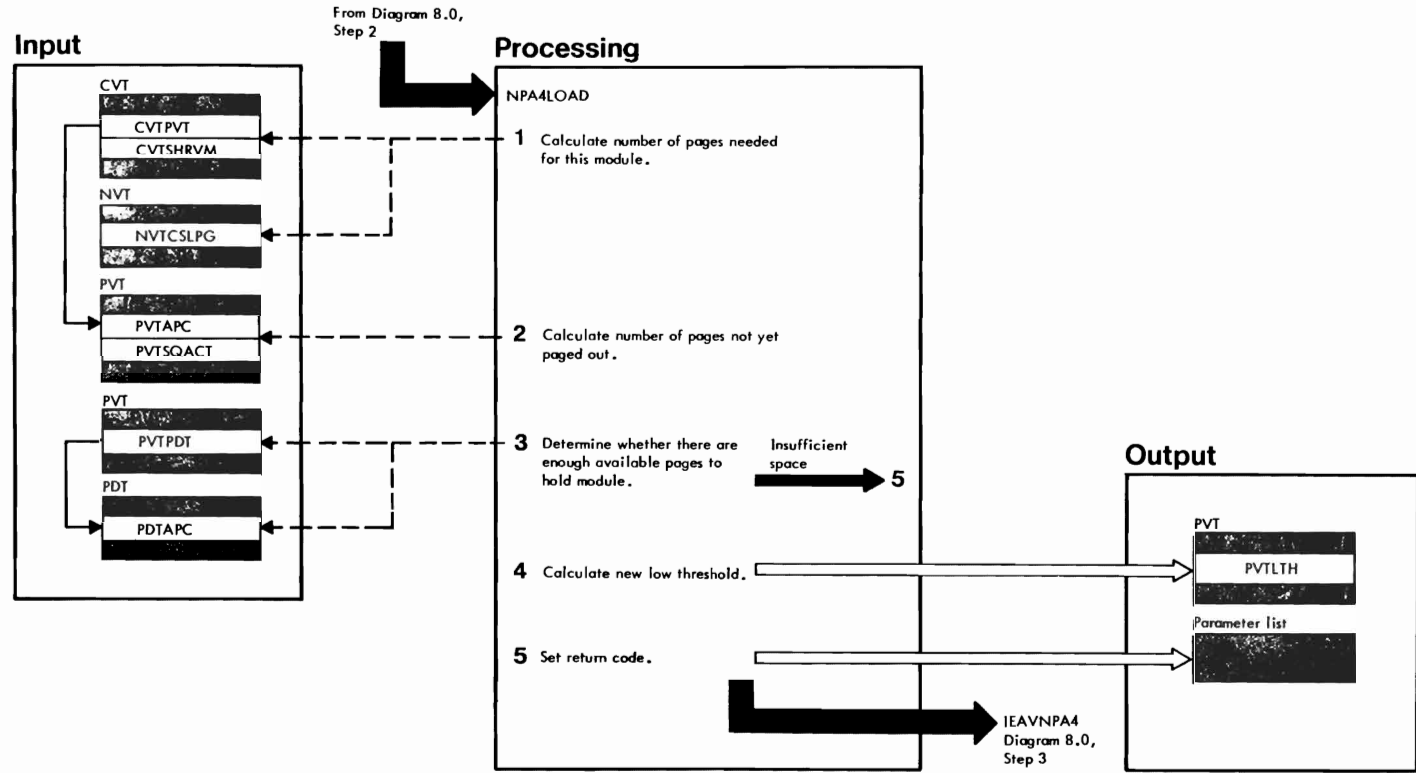 From Diagram 8.0,
Step 2
Input
CVT
CVTPVT
CVTSHRVM
NVT
NVTCSLPG
PVT
PVTAPC
PVTSQACT
PVT
PVTPDT
PDT
PDTAPC
Processing
NPA4LOAD
1 Calculate number of pages needed
for this module.
2 Calculate number of pages not yet
paged out.
3 Determine whether there are
enough available pages to
hold module.
Insufficient
space
5
4 Calculate new low threshold.
5 Set return code.
IEAVNPA4
Diagram 8.0,
Step 3
Output
PVT
PVTLTH
Parameter list